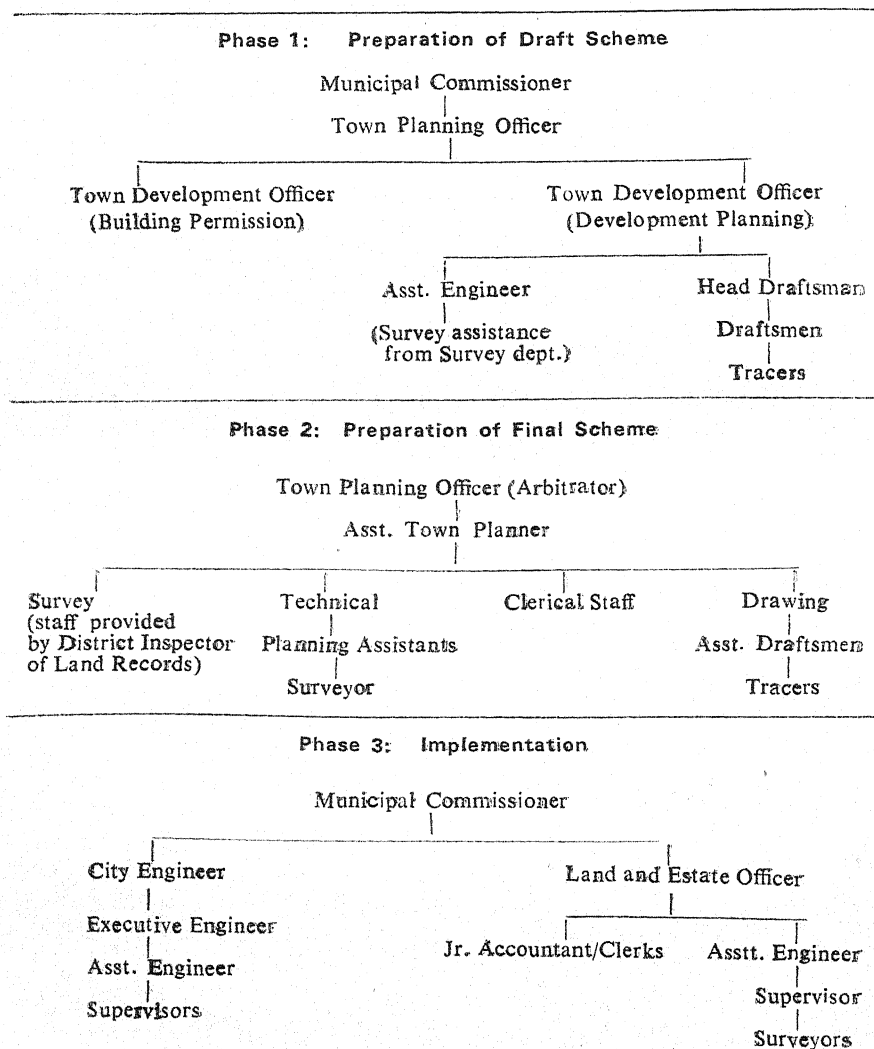 Phase 1: Preparation of Draft Scheme
Municipal Commissioner
Town Planning Officer
Town Development Officer
(Building Permission)
Town Development Officer
(Development Planning)
Asst. Engineer
(Survey assistance
from Survey dept.)
Head Draftsman
Draftsmen
Tracers
Phase 2: Preparation of Final Scheme
Town Planning Officer (Arbitrator)
Asst. Town Planner
Survey
(staff provided
by District Inspector
of Land Records)
Technical
Planning Assistants
Surveyor
Clerical Staff
Drawing
Asst. Draftsmen
Tracers
Phase 3: Implementation
Municipal Commissioner
City Engineer
Executive Engineer
Asst. Engineer
Supervisors
Land and Estate Officer
Jr. Accountant/Clerks
Asstt. Engineer
Supervisor
Surveyors